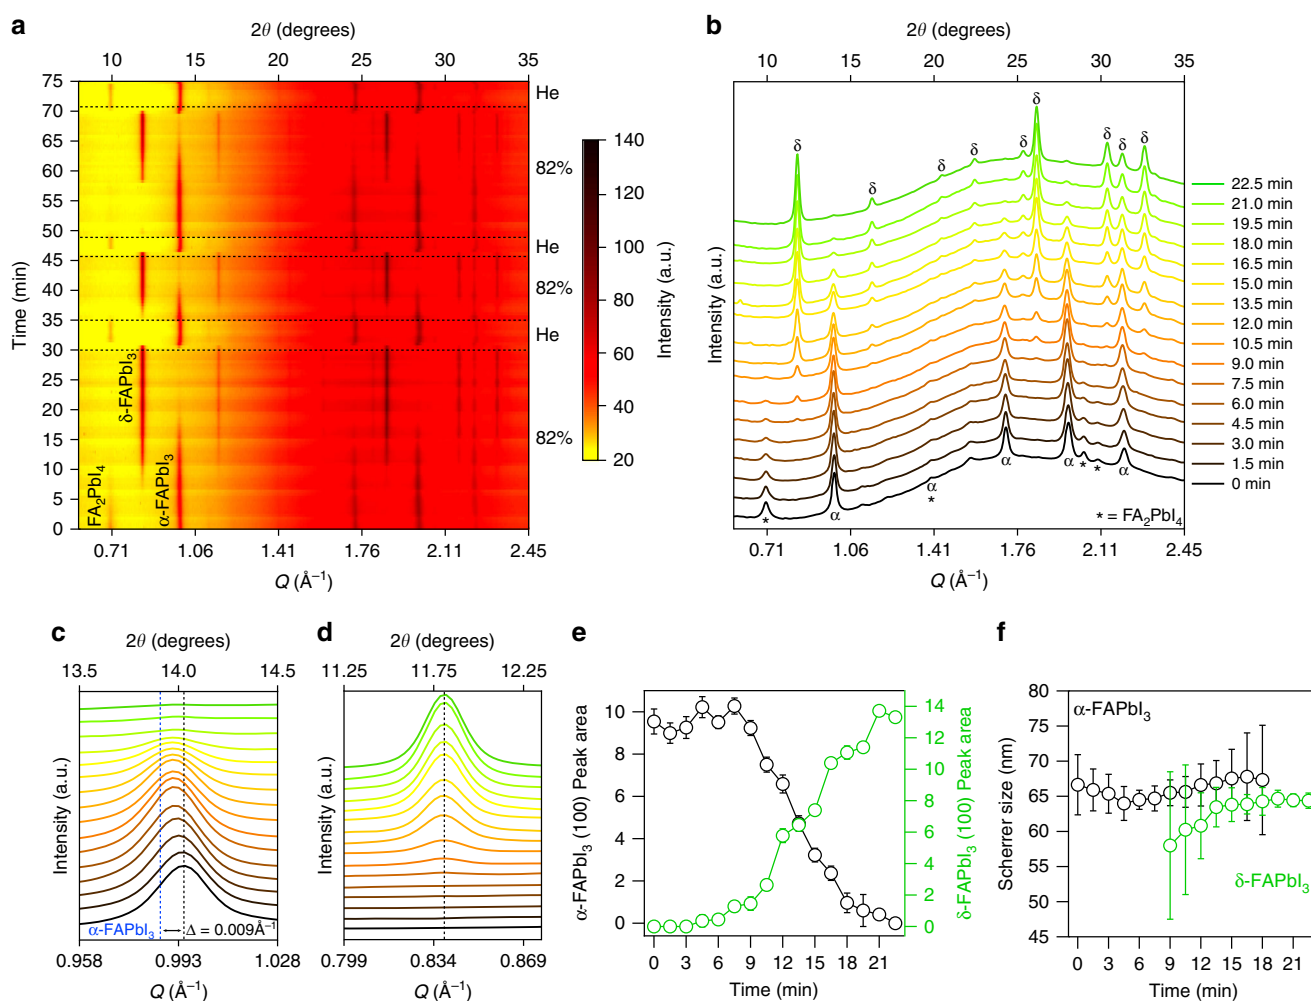 a
2θ (degrees)
10 15 20 25 30 35
75
70
65
60
55
50
45
40
35
30
25
20
15
10
5
0
Time (min)
He
82%
He
82%
He
82%
FA2PbI4
δ-FAPbI3
α-FAPbI3
0.71 1.06 1.41 1.76 2.11 2.45
Q (Å−1)
140
120
100
80
60
40
20
Intensity (a.u.)
b
2θ (degrees)
10 15 20 25 30 35
Intensity (a.u.)
δ δ δ δ δ δ δ δ δ
α α α α α
* * * *
* = FA2PbI4
0.71 1.06 1.41 1.76 2.11 2.45
Q (Å−1)
22.5 min
21.0 min
19.5 min
18.0 min
16.5 min
15.0 min
13.5 min
12.0 min
10.5 min
9.0 min
7.5 min
6.0 min
4.5 min
3.0 min
1.5 min
0 min
c
2θ (degrees)
13.5 14.0 14.5
Intensity (a.u.)
α-FAPbI3
Δ = 0.009Å−1
0.958 0.993 1.028
Q (Å−1)
d
2θ (degrees)
11.25 11.75 12.25
Intensity (a.u.)
0.799 0.834 0.869
Q (Å−1)
e
α-FAPbI3 (100) Peak area
10
8
6
4
2
0
14
12
10
8
6
4
2
0
δ-FAPbI3 (100) Peak area
0 3 6 9 12 15 18 21
Time (min)
f
Scherrer size (nm)
80
75
70
65
60
55
50
45
α-FAPbI3
δ-FAPbI3
0 3 6 9 12 15 18 21
Time (min)